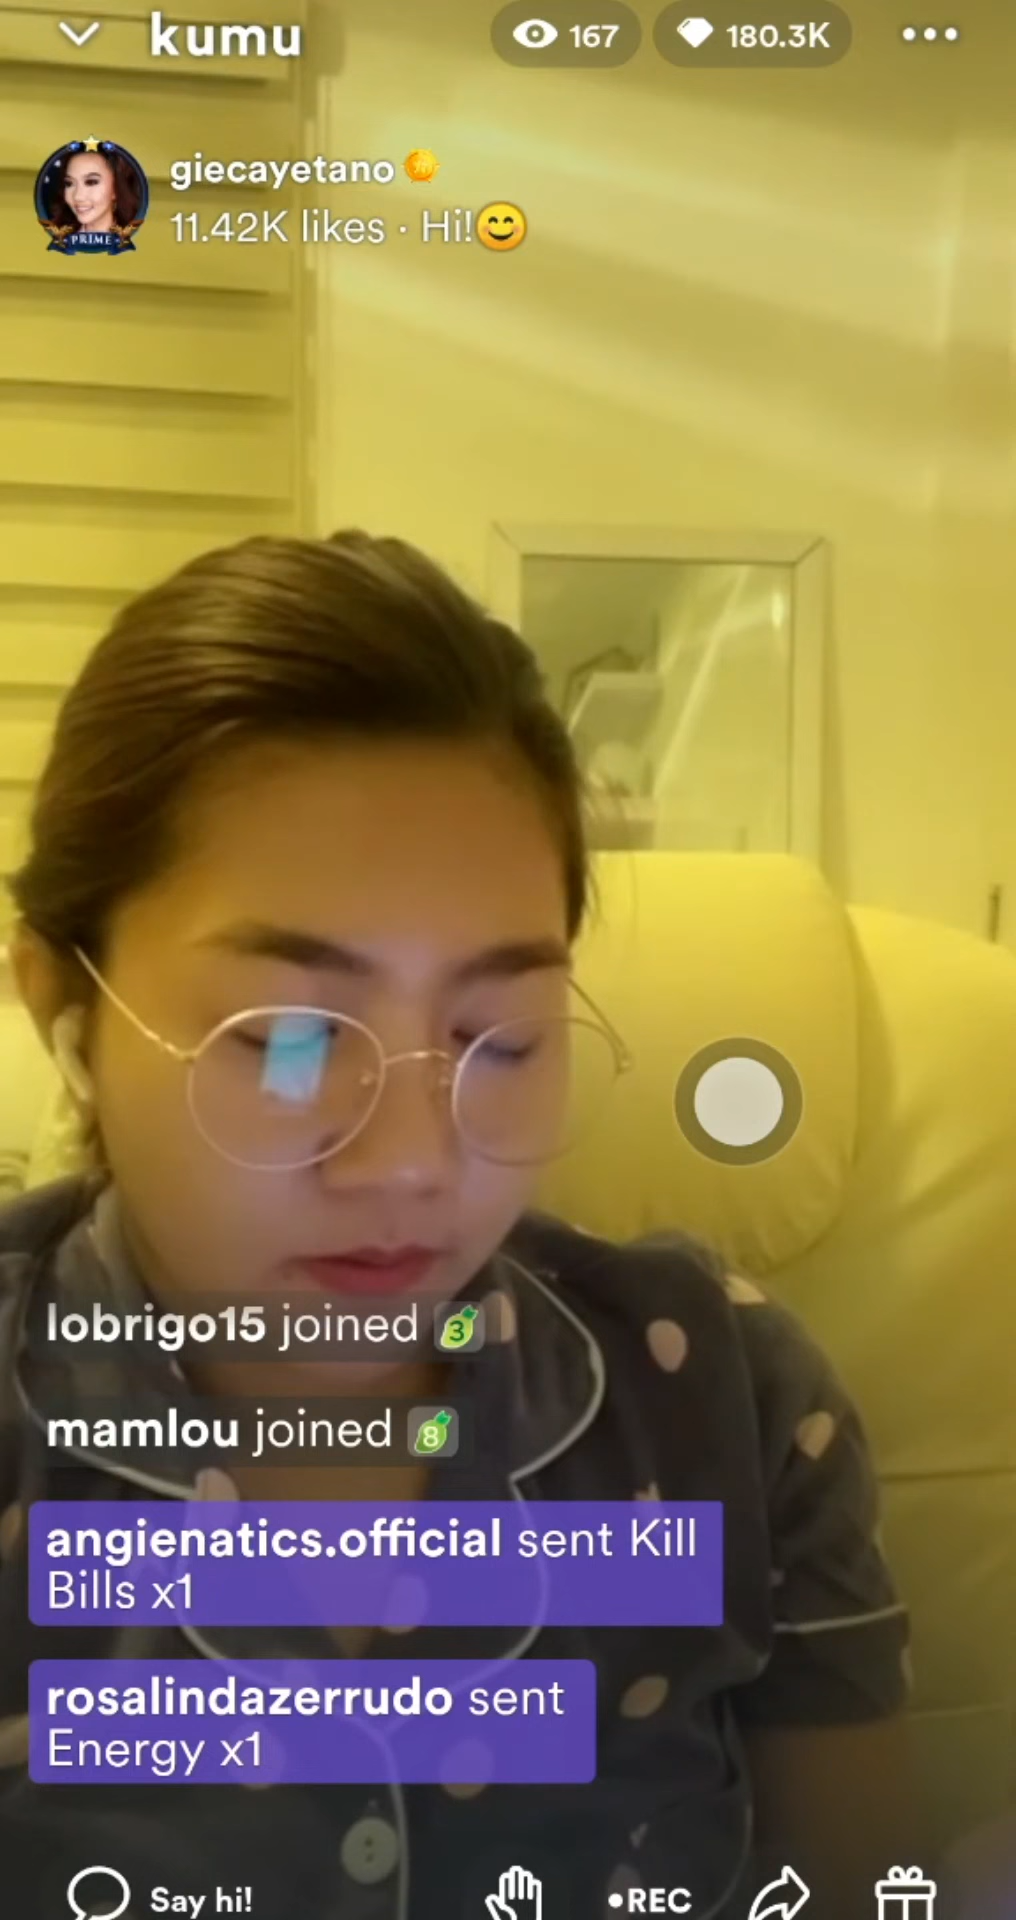 kumu 167 180.3K
giecayetano
11.42K likes · Hi!😊
PRIME
lobrigo15 joined 3
mamlou joined 8
angienatics.official sent Kill
Bills x1
rosalindazerrudo sent
Energy x1
Say hi! •REC